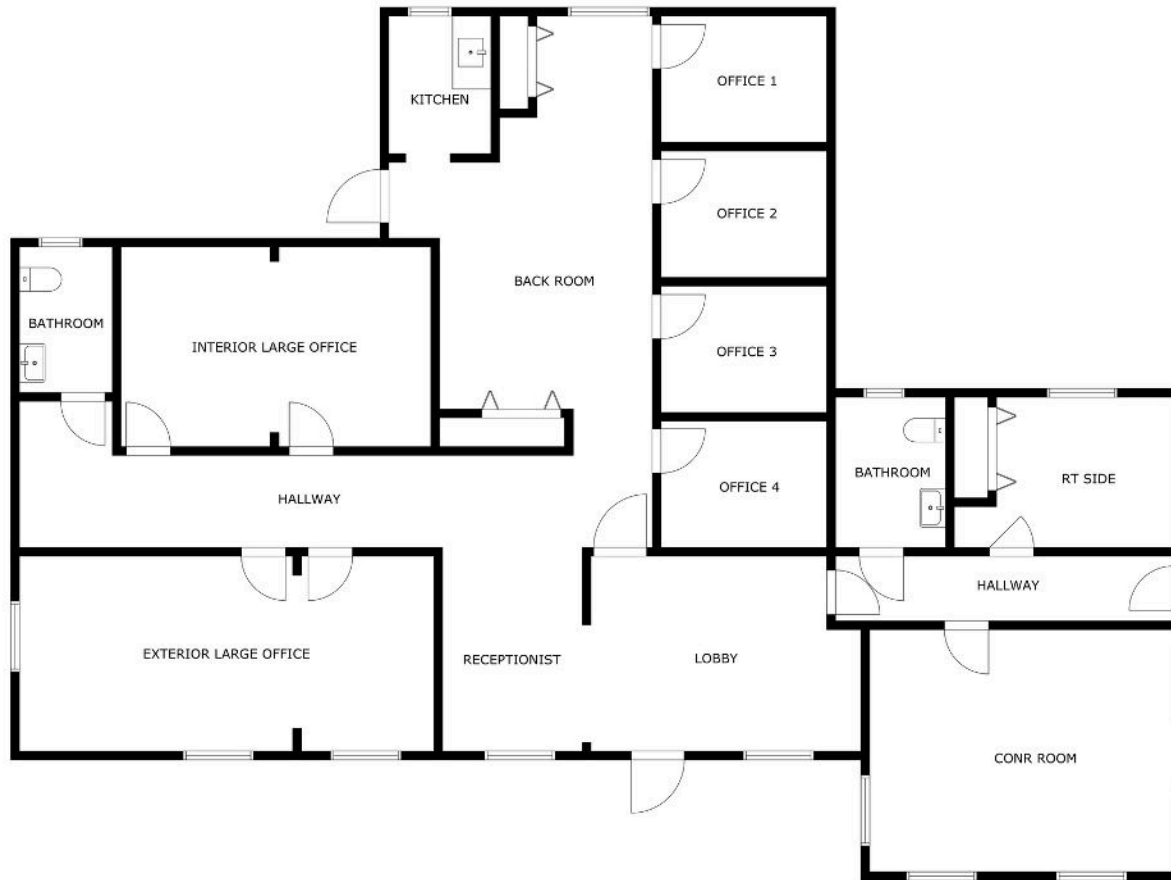 OFFICE 1
KITCHEN
OFFICE 2
BACK ROOM
BATHROOM
INTERIOR LARGE OFFICE
OFFICE 3
BATHROOM
RT SIDE
OFFICE 4
HALLWAY
HALLWAY
EXTERIOR LARGE OFFICE
RECEPTIONIST
LOBBY
CONR ROOM